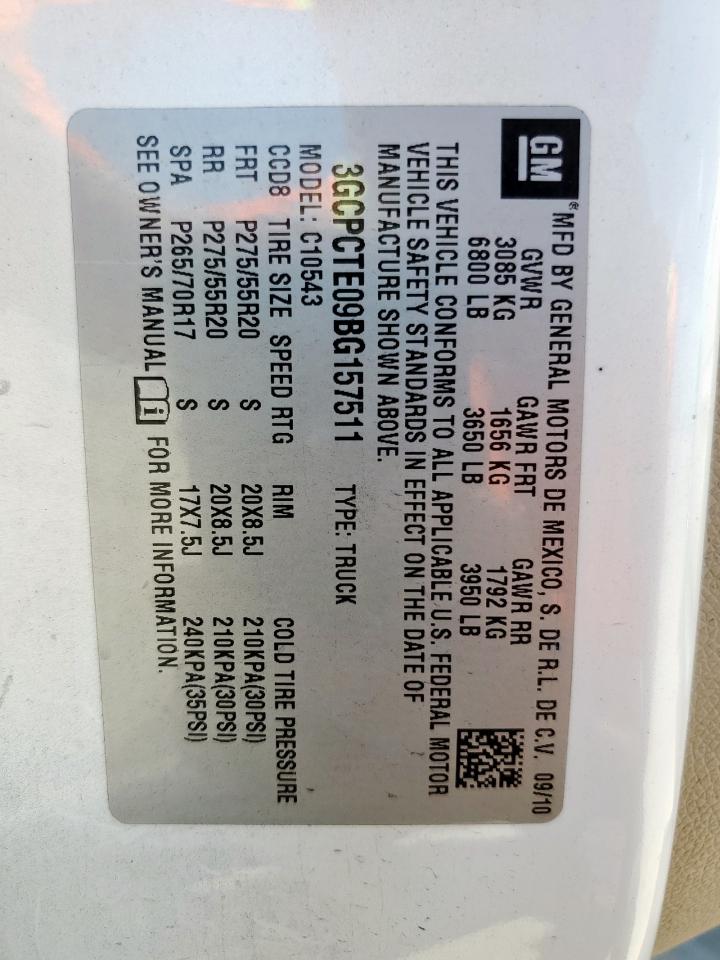 GM
® MFD BY GENERAL MOTORS DE MEXICO, S. DE R.L. DE C.V. 09/10
GVWR GAWR FRT GAWR RR
3085 KG 1656 KG 1792 KG
6800 LB 3650 LB 3950 LB
THIS VEHICLE CONFORMS TO ALL APPLICABLE U.S. FEDERAL MOTOR
VEHICLE SAFETY STANDARDS IN EFFECT ON THE DATE OF
MANUFACTURE SHOWN ABOVE.
3GCPCTE09BG157511 TYPE: TRUCK
MODEL: C10543
CCD8 TIRE SIZE SPEED RTG RIM COLD TIRE PRESSURE
FRT P275/55R20 S 20X8.5J 210KPA(30PSI)
RR P275/55R20 S 20X8.5J 210KPA(30PSI)
SPA P265/70R17 S 17X7.5J 240KPA(35PSI)
SEE OWNER'S MANUAL i FOR MORE INFORMATION.